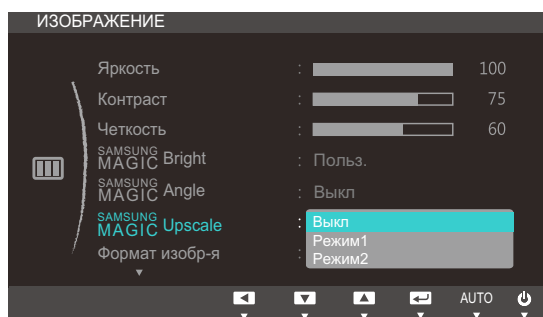 ИЗОБРАЖЕНИЕ
Яркость : 100
Контраст : 75
Четкость : 60
SAMSUNG
MAGIC Bright : Польз.
SAMSUNG
MAGIC Angle : Выкл
SAMSUNG
MAGIC Upscale : Выкл
Режим1
Формат изобр-я : Режим2
AUTO